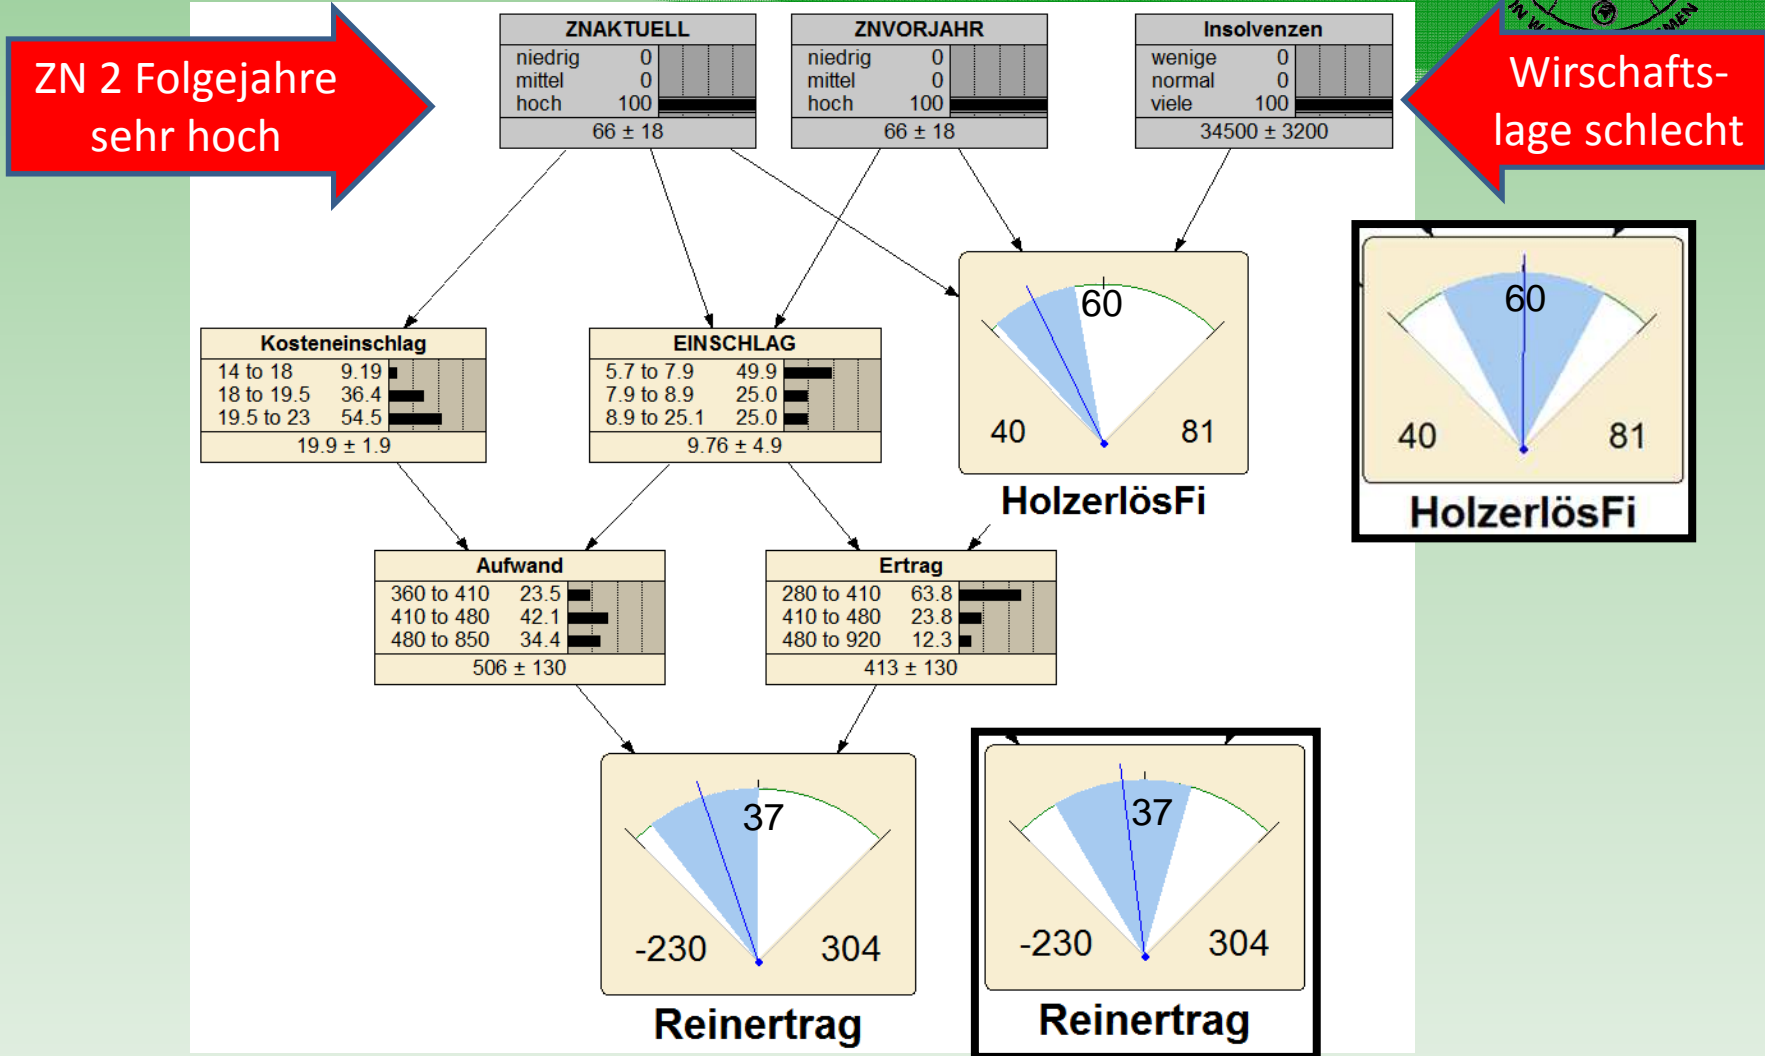 ZN 2 Folgejahre
sehr hoch
ZNAKTUELL
niedrig 0
mittel 0
hoch 100
66 ± 18
ZNVORJAHR
niedrig 0
mittel 0
hoch 100
66 ± 18
Insolvenzen
wenige 0
normal 0
viele 100
34500 ± 3200
Wirschafts-
lage schlecht
Kosteneinschlag
14 to 18 9.19
18 to 19.5 36.4
19.5 to 23 54.5
19.9 ± 1.9
EINSCHLAG
5.7 to 7.9 49.9
7.9 to 8.9 25.0
8.9 to 25.1 25.0
9.76 ± 4.9
60
40 81
HolzerlösFi
60
40 81
HolzerlösFi
Aufwand
360 to 410 23.5
410 to 480 42.1
480 to 850 34.4
506 ± 130
Ertrag
280 to 410 63.8
410 to 480 23.8
480 to 920 12.3
413 ± 130
37
-230 304
Reinertrag
37
-230 304
Reinertrag